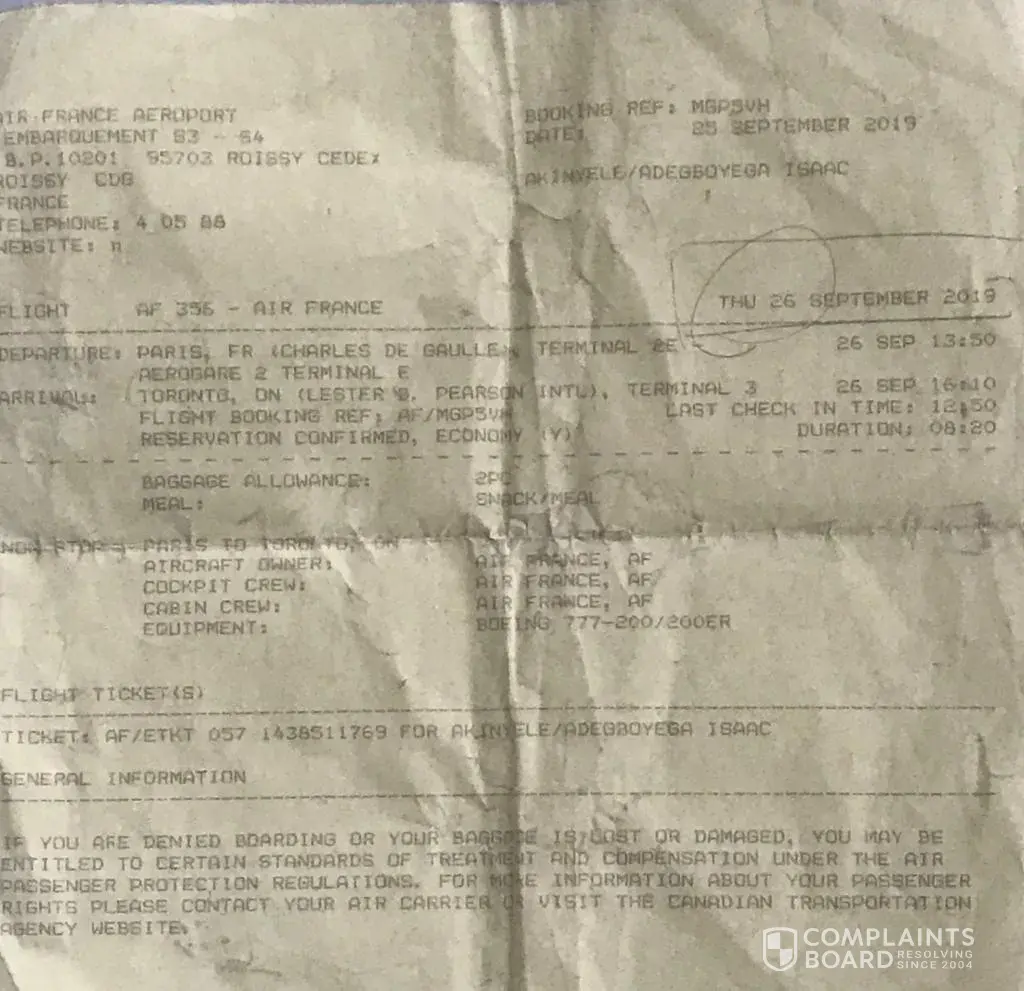 AIR FRANCE AEROPORT
EMBARQUEMENT 53 - 54
B.P.10201 95703 ROISSY CEDEX
ROISSY CDG
FRANCE
TELEPHONE: 4 05 88
WEBSITE: n
BOOKING REF: MGP5VH
DATE: 25 SEPTEMBER 2019
AKINYELE/ADEGBOYEGA ISAAC
FLIGHT AF 356 - AIR FRANCE THU 26 SEPTEMBER 2019
DEPARTURE: PARIS, FR (CHARLES DE GAULLE), TERMINAL 2E 26 SEP 13:50
AEROGARE 2 TERMINAL E
ARRIVAL: TORONTO, ON (LESTER B. PEARSON INTL), TERMINAL 3 26 SEP 16:10
FLIGHT BOOKING REF: AF/MGP5VH LAST CHECK IN TIME: 12:50
RESERVATION CONFIRMED, ECONOMY (Y) DURATION: 08:20
BAGGAGE ALLOWANCE: 2PC
MEAL: SNACK/MEAL
NON STOP PARIS TO TORONTO, ON
AIRCRAFT OWNER: AIR FRANCE, AF
COCKPIT CREW: AIR FRANCE, AF
CABIN CREW: AIR FRANCE, AF
EQUIPMENT: BOEING 777-200/200ER
FLIGHT TICKET(S)
TICKET: AF/ETKT 057 1438511769 FOR AKINYELE/ADEGBOYEGA ISAAC
GENERAL INFORMATION
IF YOU ARE DENIED BOARDING OR YOUR BAGGAGE IS LOST OR DAMAGED, YOU MAY BE
ENTITLED TO CERTAIN STANDARDS OF TREATMENT AND COMPENSATION UNDER THE AIR
PASSENGER PROTECTION REGULATIONS. FOR MORE INFORMATION ABOUT YOUR PASSENGER
RIGHTS PLEASE CONTACT YOUR AIR CARRIER OR VISIT THE CANADIAN TRANSPORTATION
AGENCY WEBSITE.
COMPLAINTS
BOARD RESOLVING
SINCE 2004